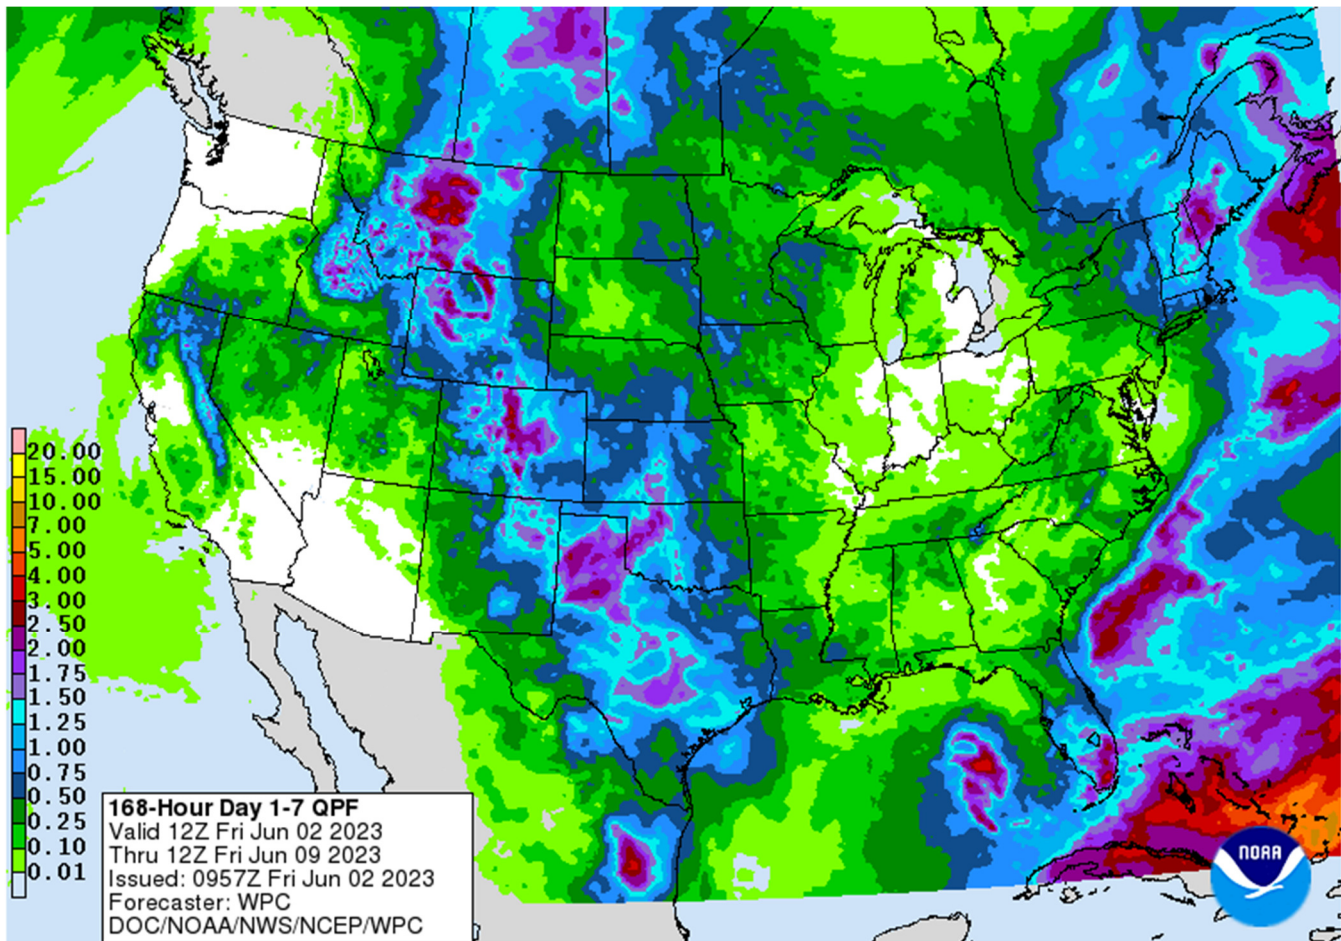 20.00
15.00
10.00
7.00
5.00
4.00
3.00
2.50
2.00
1.75
1.50
1.25
1.00
0.75
0.50
0.25
0.10
0.01
168-Hour Day 1-7 QPF
Valid 12Z Fri Jun 02 2023
Thru 12Z Fri Jun 09 2023
Issued: 0957Z Fri Jun 02 2023
Forecaster: WPC
DOC/NOAA/NWS/NCEP/WPC
NOAA